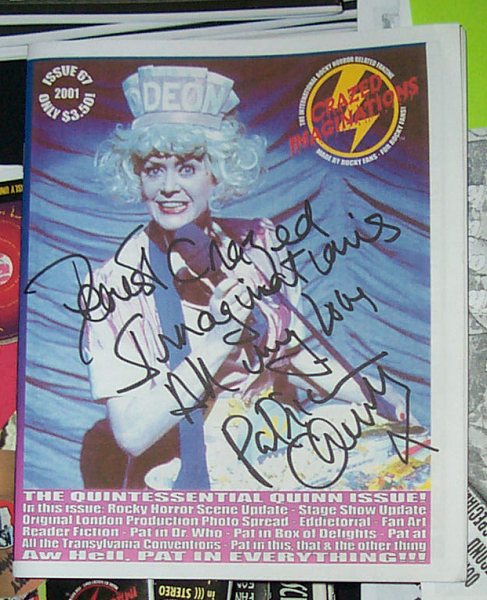 ISSUE 67
2001
ONLY $3.50!
THE INTERNATIONAL ROCKY HORROR RELATED FANZINE
CRAZED
IMAGINATIONS
MADE BY ROCKY FANS - FOR ROCKY FANS!
ODEON
Dearest Crazed
Imaginations
All my love
Patricia
Quinn
X
THE QUINTESSENTIAL QUINN ISSUE!
In this issue: Rocky Horror Scene Update - Stage Show Update
Original London Production Photo Spread - Eddietorial - Fan Art
Reader Fiction - Pat in Dr. Who - Pat in Box of Delights - Pat at
All the Transylvania Conventions - Pat in this, that & the other thing
Aw Hell, PAT IN EVERYTHING!!!
IN STEREO